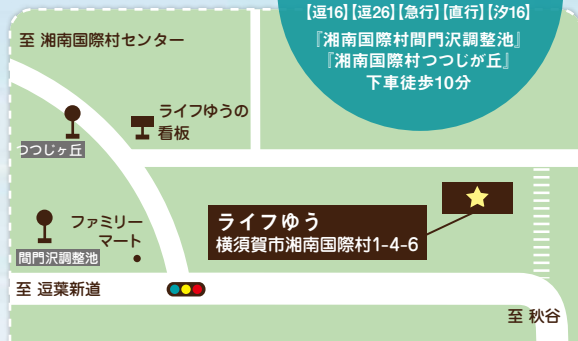 【逗16】【逗26】【急行】【直行】【汐16】
『湘南国際村間門沢調整池』
『湘南国際村つつじが丘』
下車徒歩10分
至 湘南国際村センター
ライフゆうの
看板
つつじヶ丘
ファミリー
マート
間門沢調整池
ライフゆう
横須賀市湘南国際村1-4-6
至 逗葉新道
至 秋谷